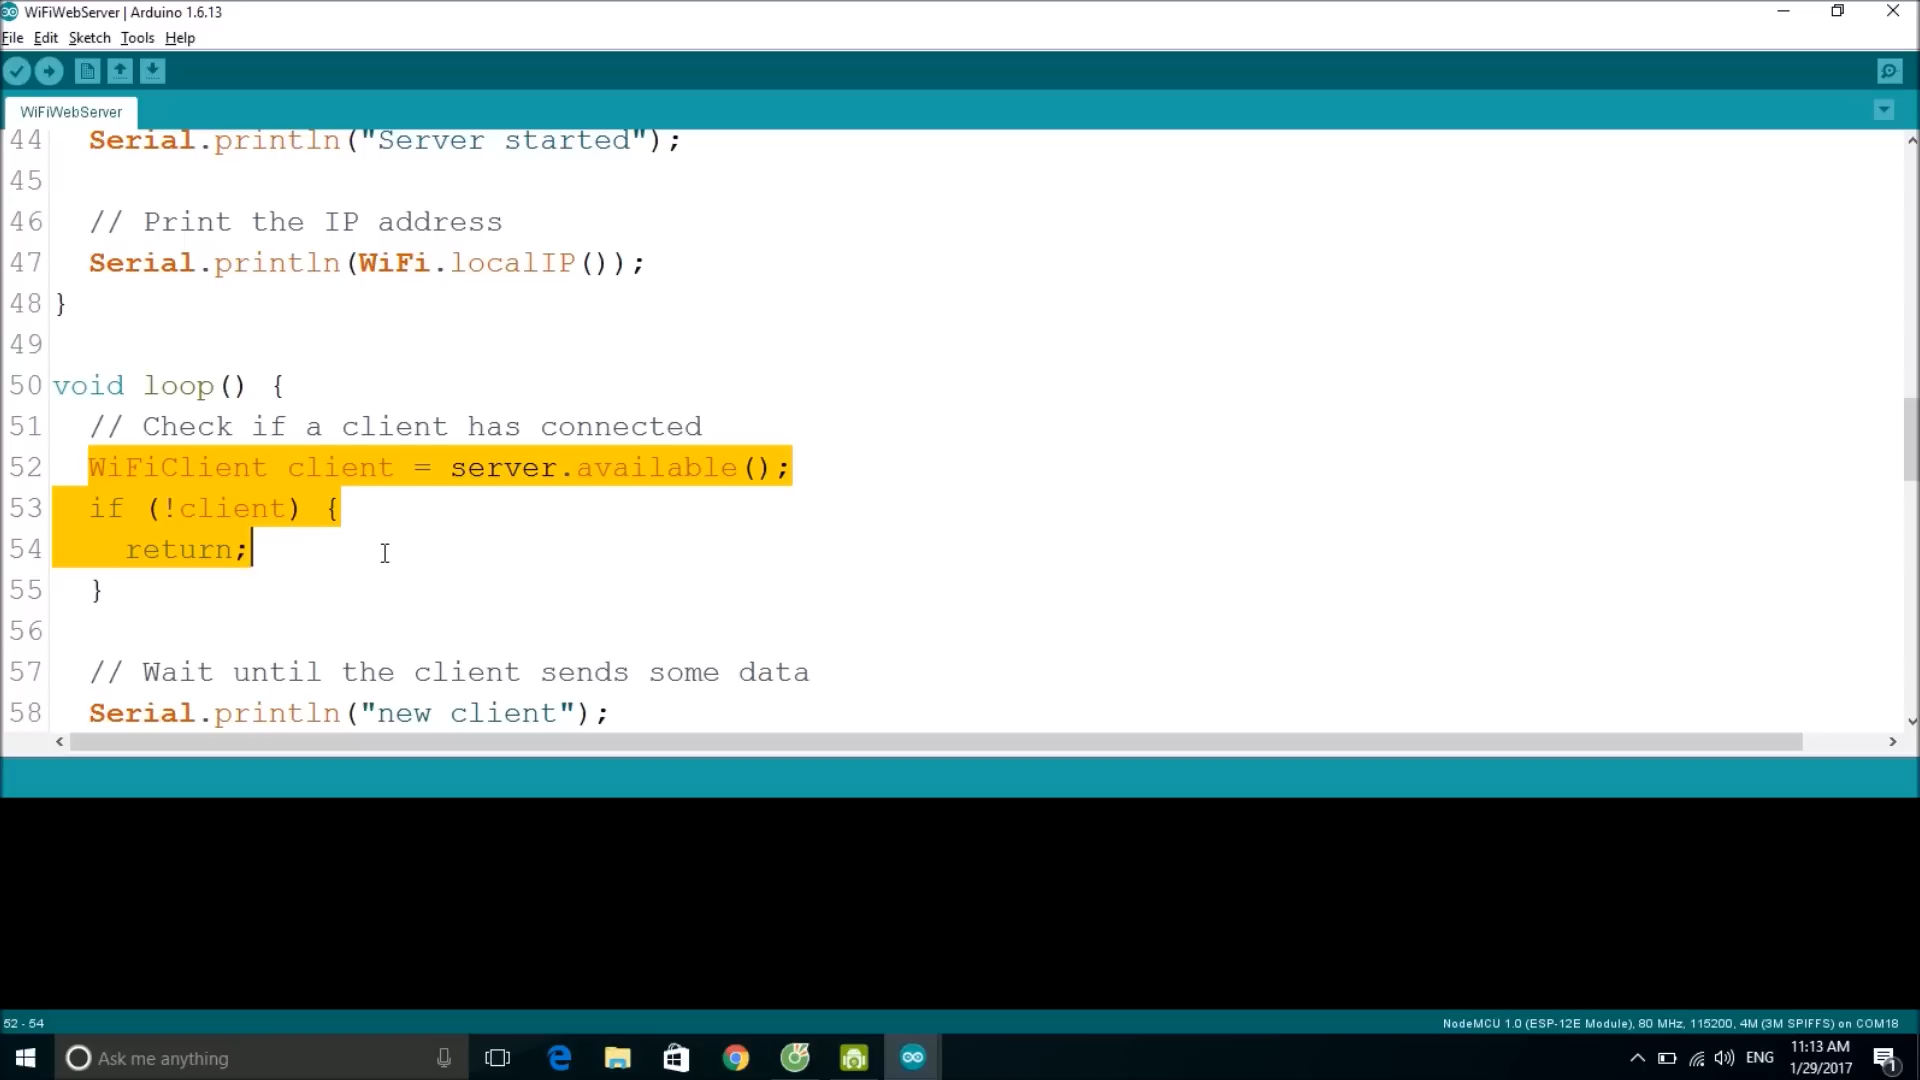 WiFiWebServer | Arduino 1.6.13
File Edit Sketch Tools Help
WiFiWebServer
44 Serial.println("Server started");
45
46 // Print the IP address
47 Serial.println(WiFi.localIP());
48 }
49
50 void loop() {
51 // Check if a client has connected
52 WiFiClient client = server.available();
53 if (!client) {
54 return;
55 }
56
57 // Wait until the client sends some data
58 Serial.println("new client");
52 - 54
NodeMCU 1.0 (ESP-12E Module), 80 MHz, 115200, 4M (3M SPIFFS) on COM18
Ask me anything
ENG
11:13 AM
1/29/2017
1